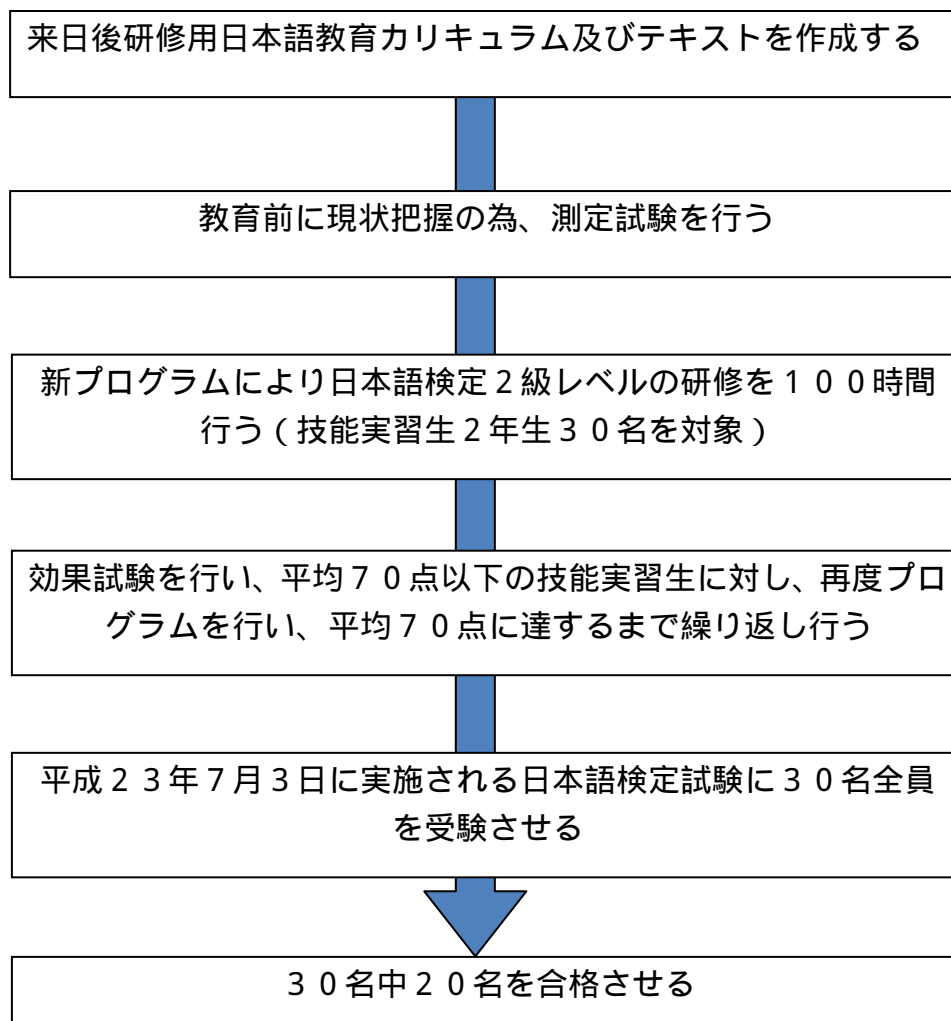 来日後研修用日本語教育カリキュラム及びテキストを作成する
教育前に現状把握の為、測定試験を行う
新プログラムにより日本語検定２級レベルの研修を１００時間
行う（技能実習生２年生３０名を対象）
効果試験を行い、平均７０点以下の技能実習生に対し、再度プロ
グラムを行い、平均７０点に達するまで繰り返し行う
平成２３年７月３日に実施される日本語検定試験に３０名全員
を受験させる
３０名中２０名を合格させる